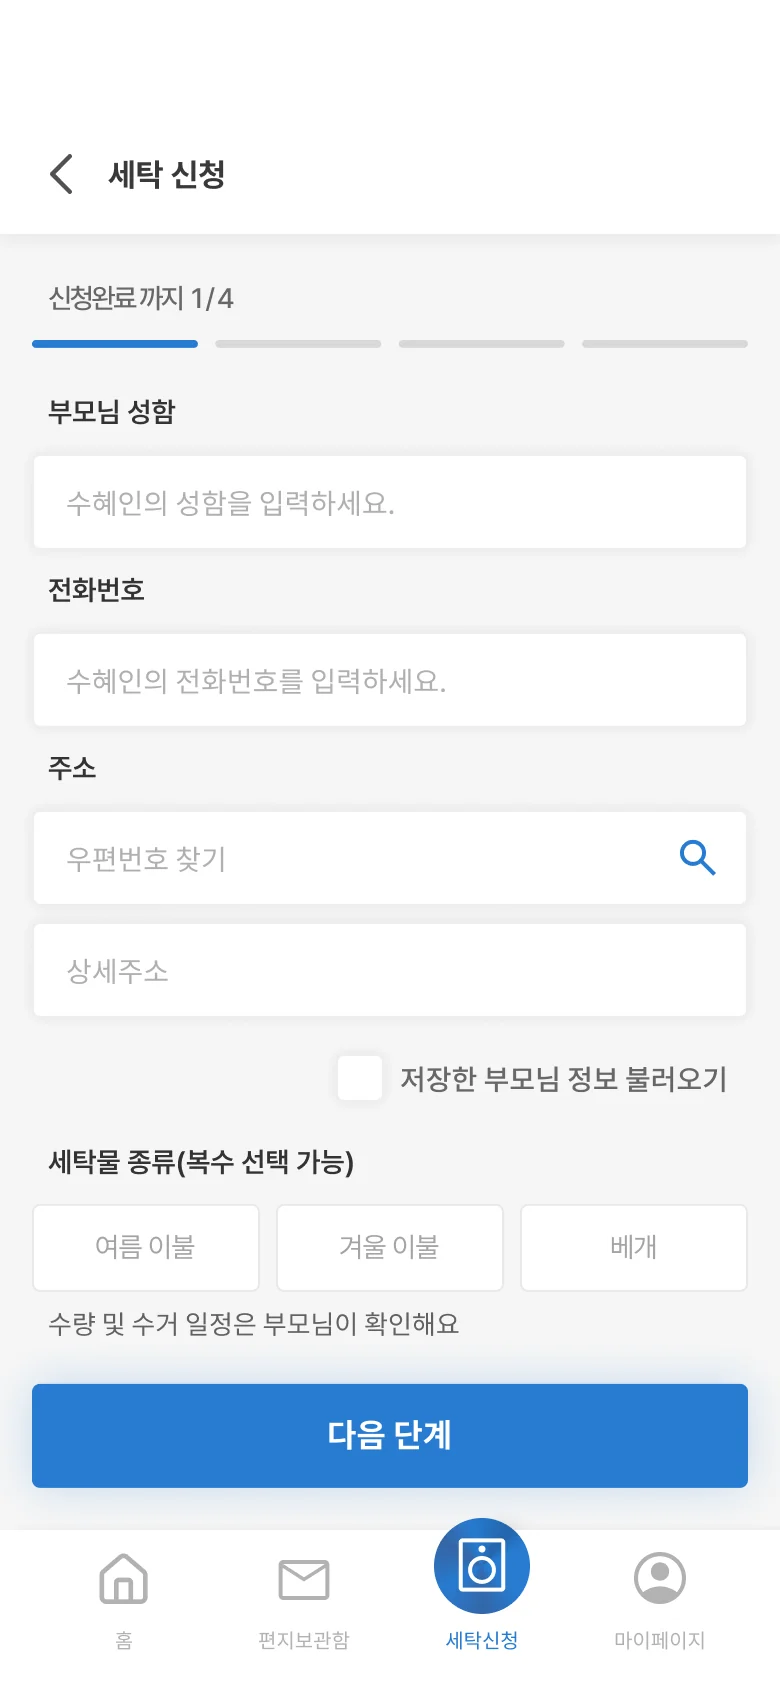 세탁 신청
신청완료 까지 1/4
부모님 성함
수혜인의 성함을 입력하세요.
전화번호
수혜인의 전화번호를 입력하세요.
주소
우편번호 찾기
상세주소
저장한 부모님 정보 불러오기
세탁물 종류(복수 선택 가능)
여름 이불 겨울 이불 베개
수량 및 수거 일정은 부모님이 확인해요
다음 단계
홈 편지보관함 세탁신청 마이페이지